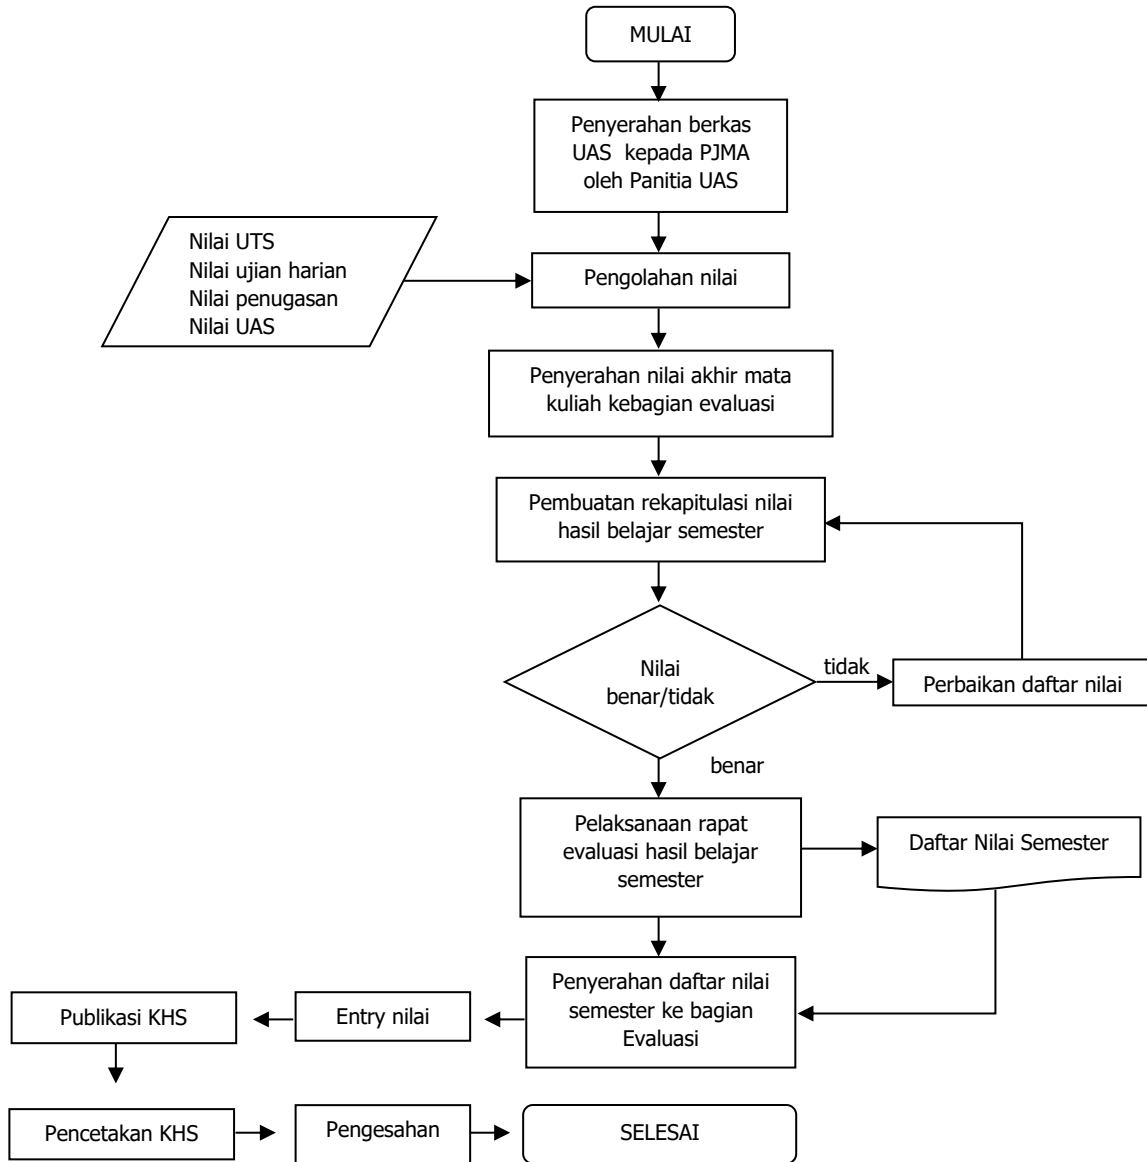 MULAI
Penyerahan berkas
UAS kepada PJMA
oleh Panitia UAS
Nilai UTS
Nilai ujian harian
Nilai penugasan
Nilai UAS
Pengolahan nilai
Penyerahan nilai akhir mata
kuliah kebagian evaluasi
Pembuatan rekapitulasi nilai
hasil belajar semester
Nilai
benar/tidak
tidak
Perbaikan daftar nilai
benar
Pelaksanaan rapat
evaluasi hasil belajar
semester
Daftar Nilai Semester
Penyerahan daftar nilai
semester ke bagian
Evaluasi
Entry nilai
Publikasi KHS
Pencetakan KHS
Pengesahan
SELESAI